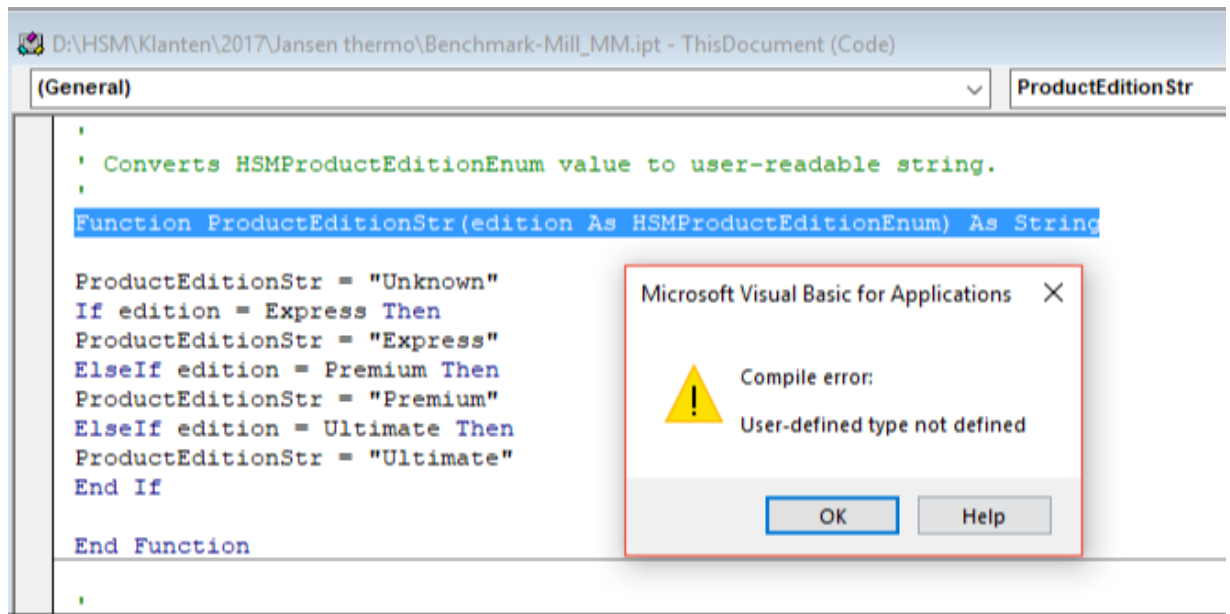 D:\HSM\Klanten\2017\Jansen thermo\Benchmark-Mill_MM.ipt - ThisDocument (Code)
(General)
ProductEditionStr
'
' Converts HSMProductEditionEnum value to user-readable string.
'
Function ProductEditionStr(edition As HSMProductEditionEnum) As String
ProductEditionStr = "Unknown"
If edition = Express Then
ProductEditionStr = "Express"
ElseIf edition = Premium Then
ProductEditionStr = "Premium"
ElseIf edition = Ultimate Then
ProductEditionStr = "Ultimate"
End If
End Function
'
Microsoft Visual Basic for Applications
Compile error:
User-defined type not defined
OK
Help